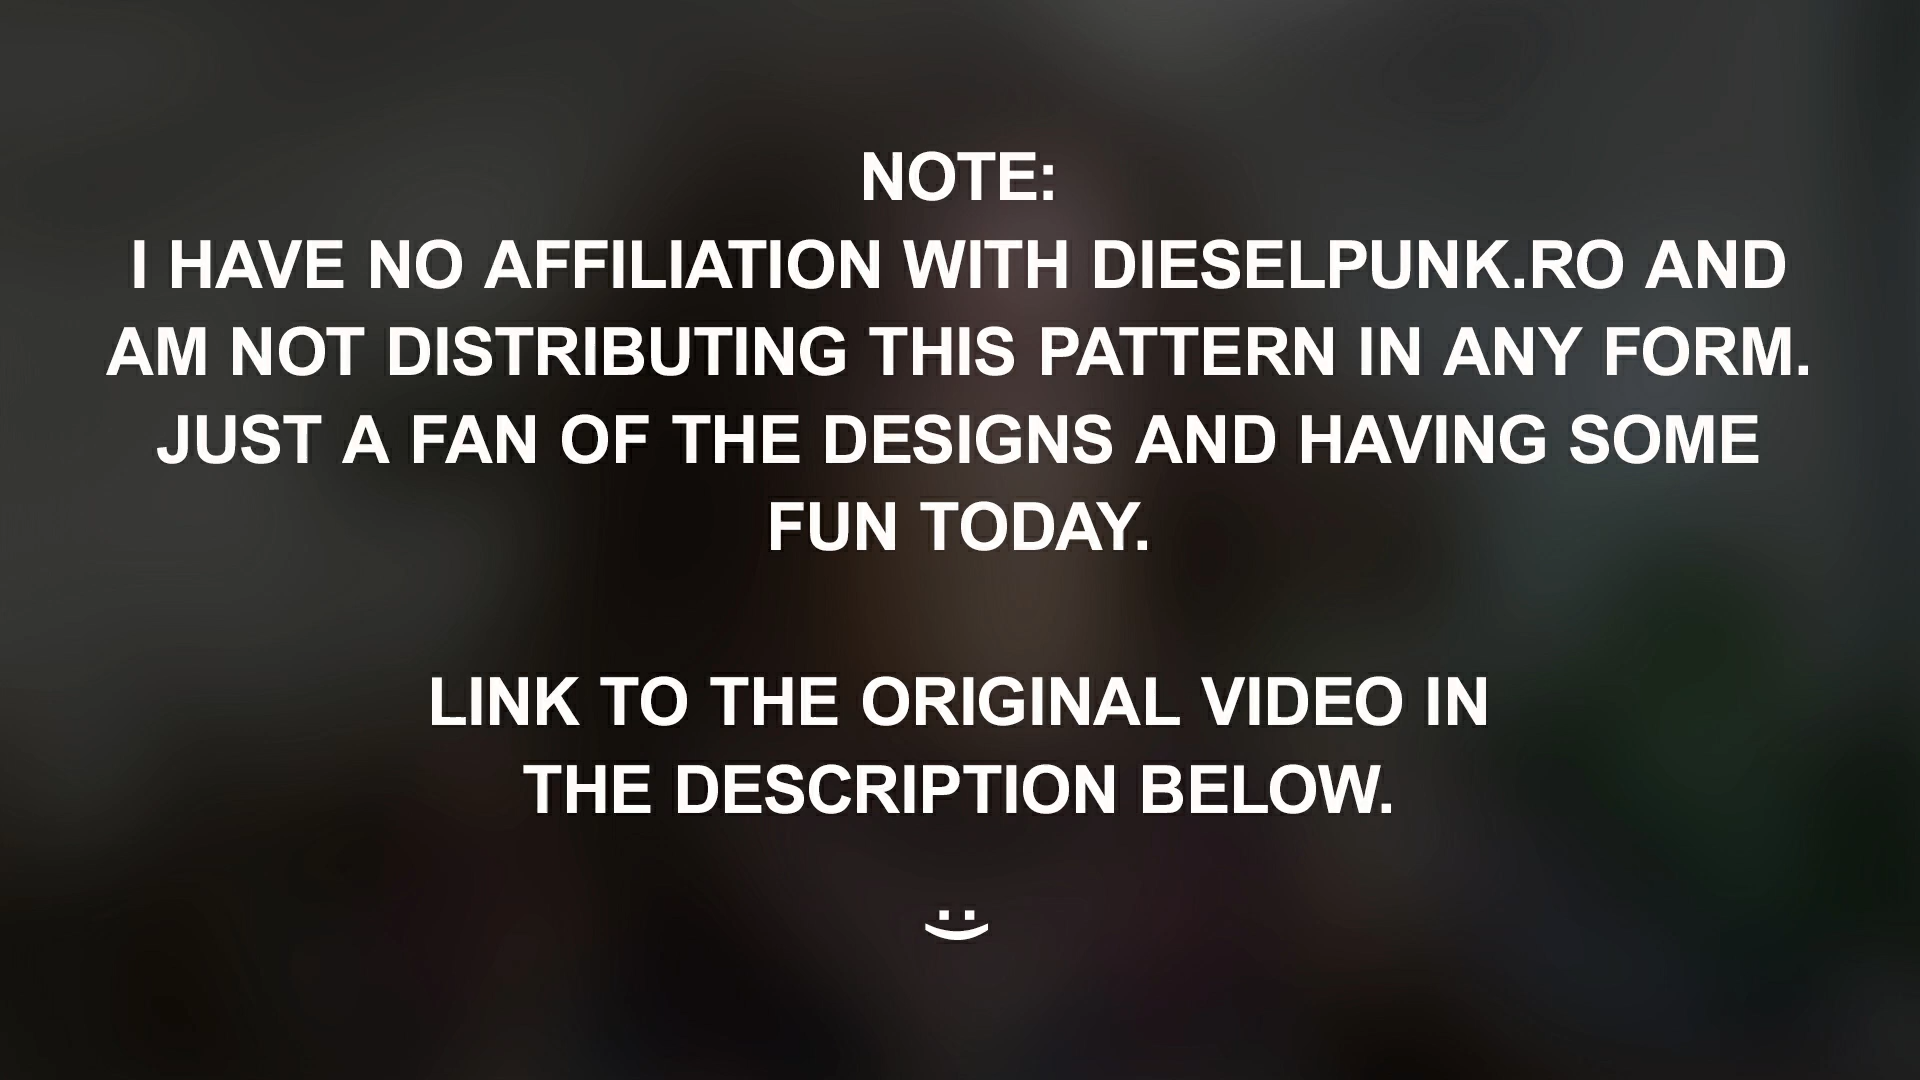 NOTE:
I HAVE NO AFFILIATION WITH DIESELPUNK.RO AND
AM NOT DISTRIBUTING THIS PATTERN IN ANY FORM.
JUST A FAN OF THE DESIGNS AND HAVING SOME
FUN TODAY.
LINK TO THE ORIGINAL VIDEO IN
THE DESCRIPTION BELOW.
:)